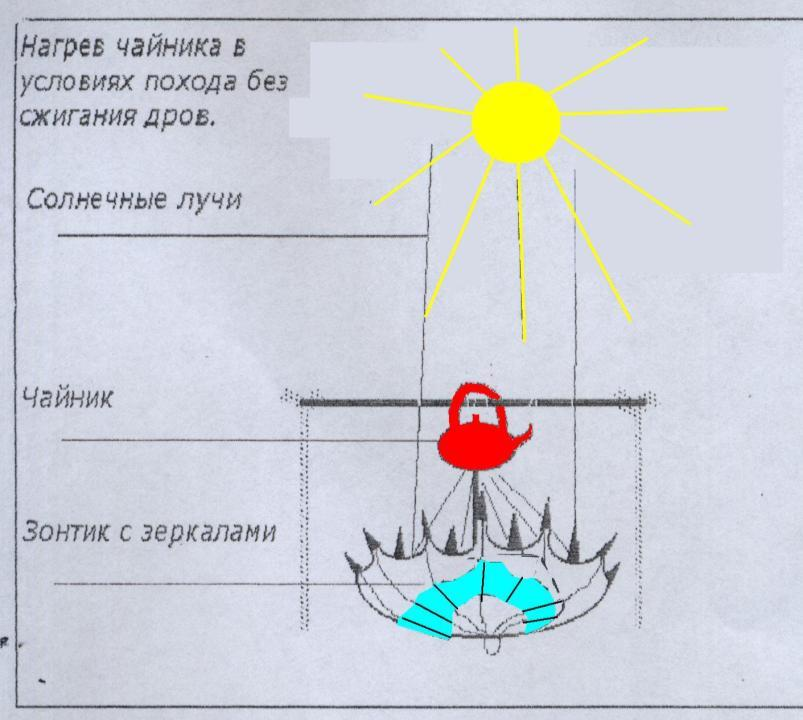 Нагрев чайника в
условиях похода без
сжигания дров.
Солнечные лучи
Чайник
Зонтик с зеркалами